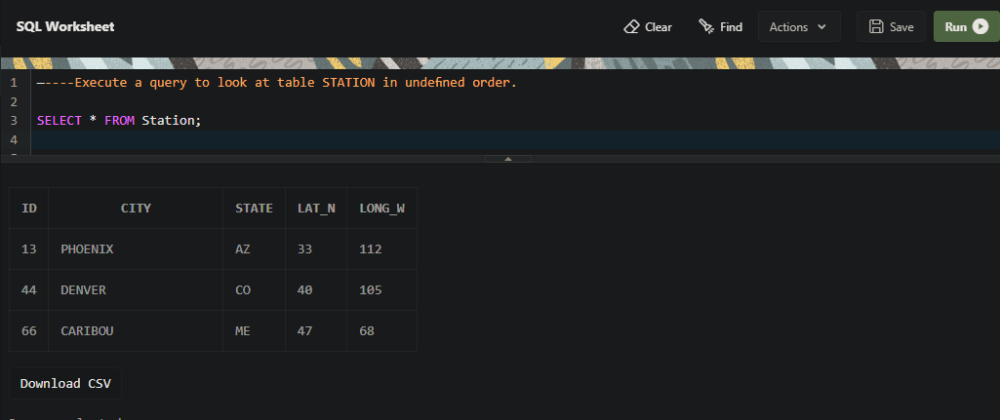 SQL Worksheet Clear Find Actions Save Run
1 —----Execute a query to look at table STATION in undefined order.
2
3 SELECT * FROM Station;
4
ID CITY STATE LAT_N LONG_W
13 PHOENIX AZ 33 112
44 DENVER CO 40 105
66 CARIBOU ME 47 68
Download CSV